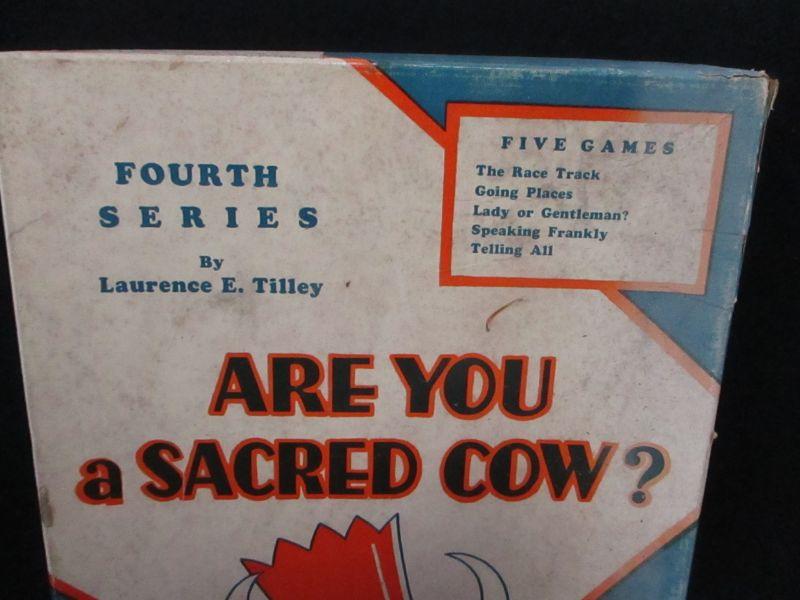 FOURTH
SERIES
By
Laurence E. Tilley
FIVE GAMES
The Race Track
Going Places
Lady or Gentleman?
Speaking Frankly
Telling All
ARE YOU
a SACRED COW?